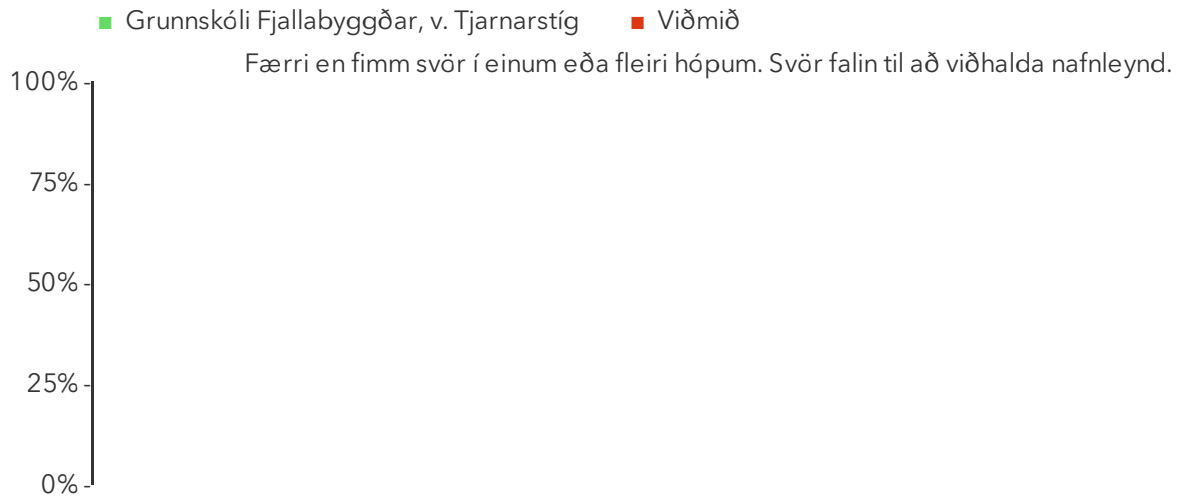 Grunnskóli Fjallabyggðar, v. Tjarnarstíg
Viðmið
Færri en fimm svör í einum eða fleiri hópum. Svör falin til að viðhalda nafnleynd.
100%
75%
50%
25%
0%